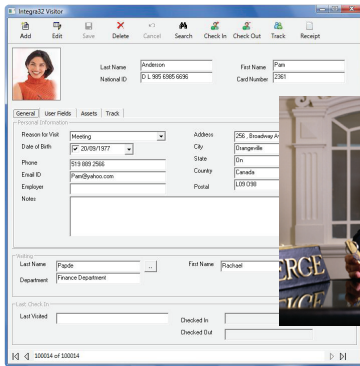 Integra32 Visitor
Add Edit Save Delete Cancel Search Check In Check Out Track Receipt
Last Name Anderson First Name Pam
National ID D L 985 6985 6696 Card Number 2361
General User Fields Assets Track
Personal Information
Reason for Visit Meeting Address 256 , Broadway
Date of Birth 20/09/1977 City Orangeville
Phone 519 889 2566 State On
Email ID Pam@yahoo.com Country Canada
Employer Postal L09 O98
Notes
Visiting
Last Name Papde .. First Name Rachael
Department Finance Department
Last Check In
Last Visited Checked In
Checked Out
100014 of 100014
ERGE